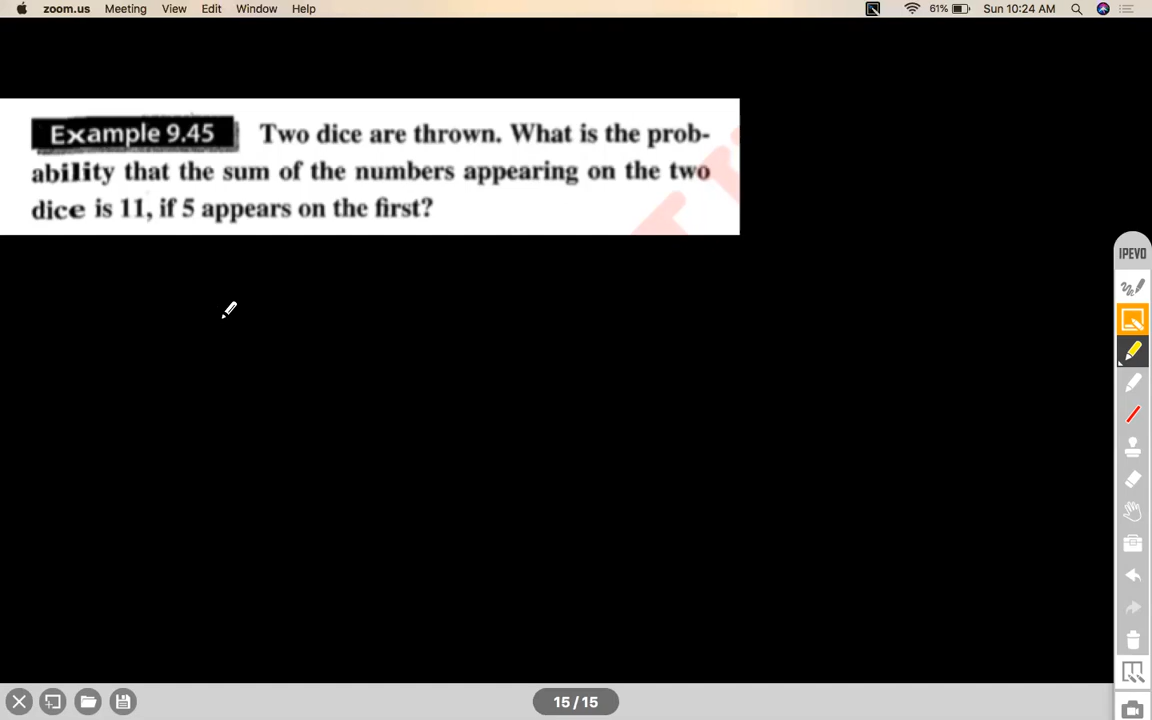 zoom.us Meeting View Edit Window Help 61% Sun 10:24 AM
Example 9.45 Two dice are thrown. What is the prob-
ability that the sum of the numbers appearing on the two
dice is 11, if 5 appears on the first?
IPEVO
15 / 15